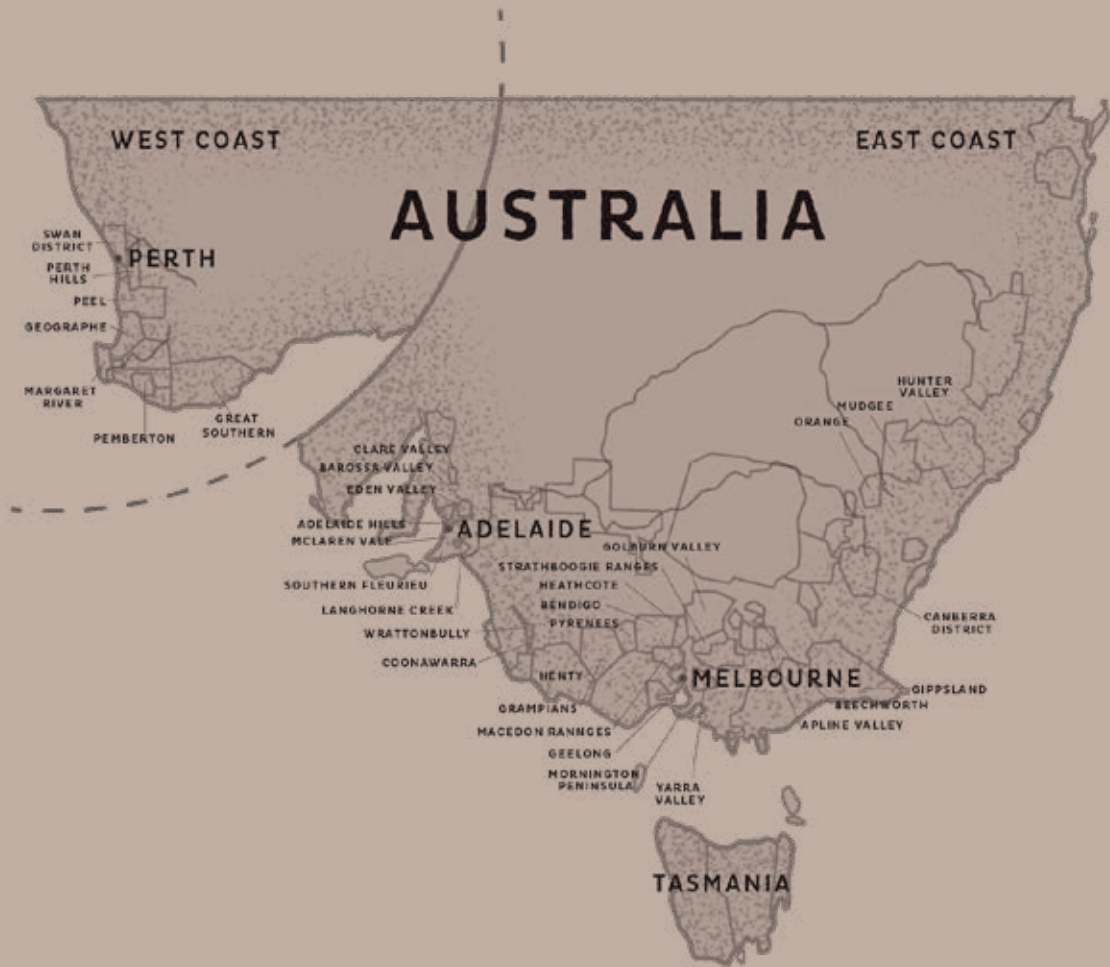 WEST COAST
EAST COAST
AUSTRALIA
SWAN
DISTRICT
PERTH
PERTH
HILLS
PEEL
GEOGRAPHE
MARGARET
RIVER
PEMBERTON
GREAT
SOUTHERN
HUNTER
VALLEY
MUDGEE
ORANGE
CLARE VALLEY
BAROSSA VALLEY
EDEN VALLEY
ADELAIDE HILLS
ADELAIDE
MCLAREN VALE
GOLBURN VALLEY
STRATHBOOGIE RANGES
SOUTHERN FLEURIEU
HEATHCOTE
LANGHORNE CREEK
BENDIGO
PYRENEES
CANBERRA
DISTRICT
WRATTONBULLY
COONAWARRA
HENTY
MELBOURNE
GIPPSLAND
BEECHWORTH
GRAMPIANS
APLINE VALLEY
MACEDON RANNGES
GEELONG
MORNINGTON
PENINSULA
YARRA
VALLEY
TASMANIA